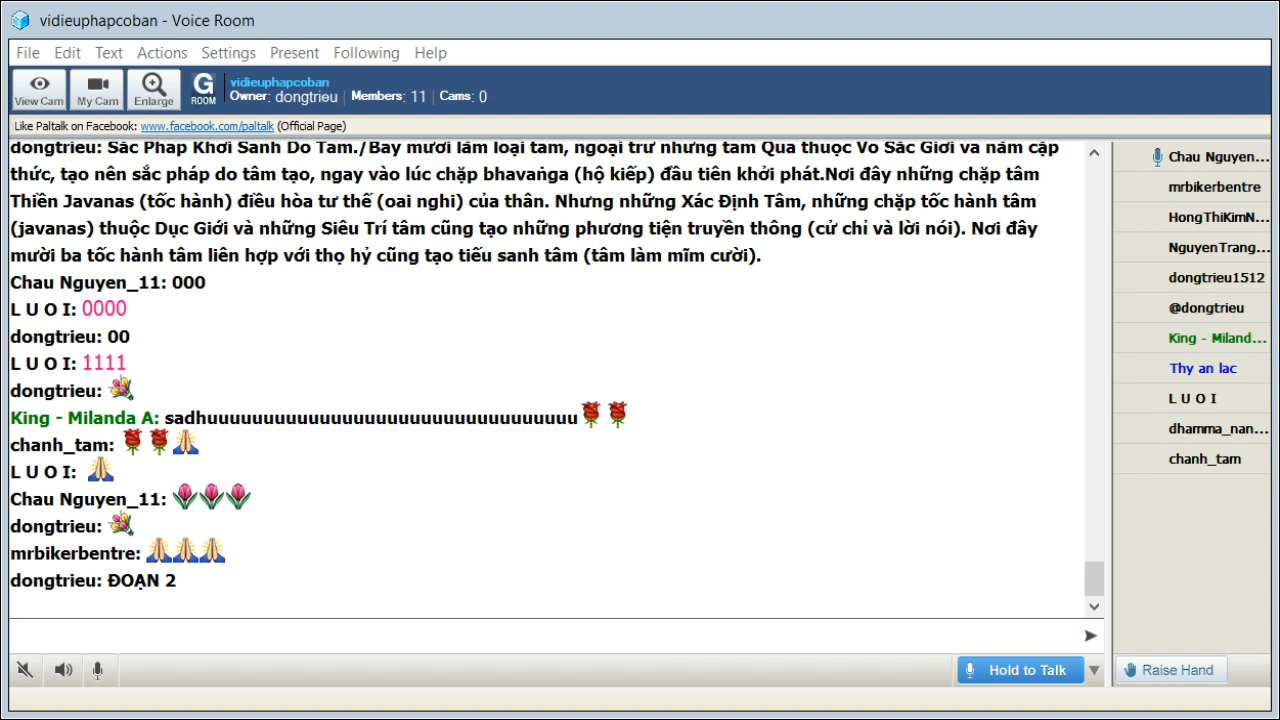 vidieuphapcoban - Voice Room
File Edit Text Actions Settings Present Following Help
View Cam My Cam Enlarge G ROOM
vidieuphapcoban
Owner: dongtrieu | Members: 11 | Cams: 0
Like Paltalk on Facebook: www.facebook.com/paltalk (Official Page)
dongtrieu: Sắc Pháp Khởi Sanh Do Tâm./Bảy mươi lăm loại tâm, ngoại trừ những tâm Quả thuộc Vô Sắc Giới và năm cặp
thức, tạo nên sắc pháp do tâm tạo, ngay vào lúc chặp bhavaṅga (hộ kiếp) đầu tiên khởi phát.Nơi đây những chặp tâm
Thiền Javanas (tốc hành) điều hòa tư thế (oai nghi) của thân. Nhưng những Xác Định Tâm, những chặp tốc hành tâm
(javanas) thuộc Dục Giới và những Siêu Trí tâm cũng tạo những phương tiện truyền thông (cử chỉ và lời nói). Nơi đây
mười ba tốc hành tâm liên hợp với thọ hỷ cũng tạo tiếu sanh tâm (tâm làm mĩm cười).
Chau Nguyen_11: 000
L U O I: 0000
dongtrieu: 00
L U O I: 1111
dongtrieu:
King - Milanda A: sadhuuuuuuuuuuuuuuuuuuuuuuuuuuuuuuuuu
chanh_tam:
L U O I:
Chau Nguyen_11:
dongtrieu:
mrbikerbentre:
dongtrieu: ĐOẠN 2
Chau Nguyen...
mrbikerbentre
HongThiKimN...
NguyenTrang...
dongtrieu1512
@dongtrieu
King - Miland...
Thy an lac
L U O I
dhamma_nan...
chanh_tam
Hold to Talk
Raise Hand